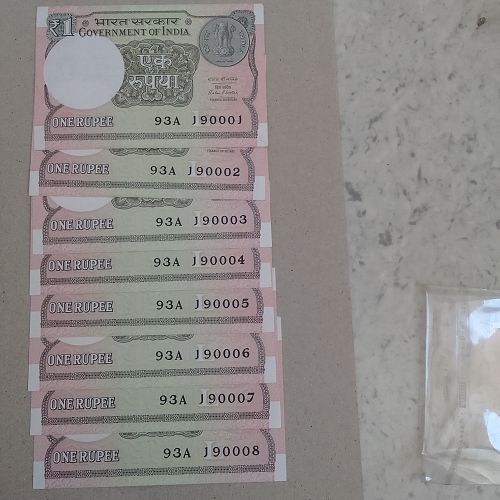 ₹1 भारत सरकार
GOVERNMENT OF INDIA
एक
रूपया
ONE RUPEE 93A J90001
ONE RUPEE 93A J90002
ONE RUPEE 93A J90003
ONE RUPEE 93A J90004
ONE RUPEE 93A J90005
ONE RUPEE 93A J90006
ONE RUPEE 93A J90007
ONE RUPEE 93A J90008